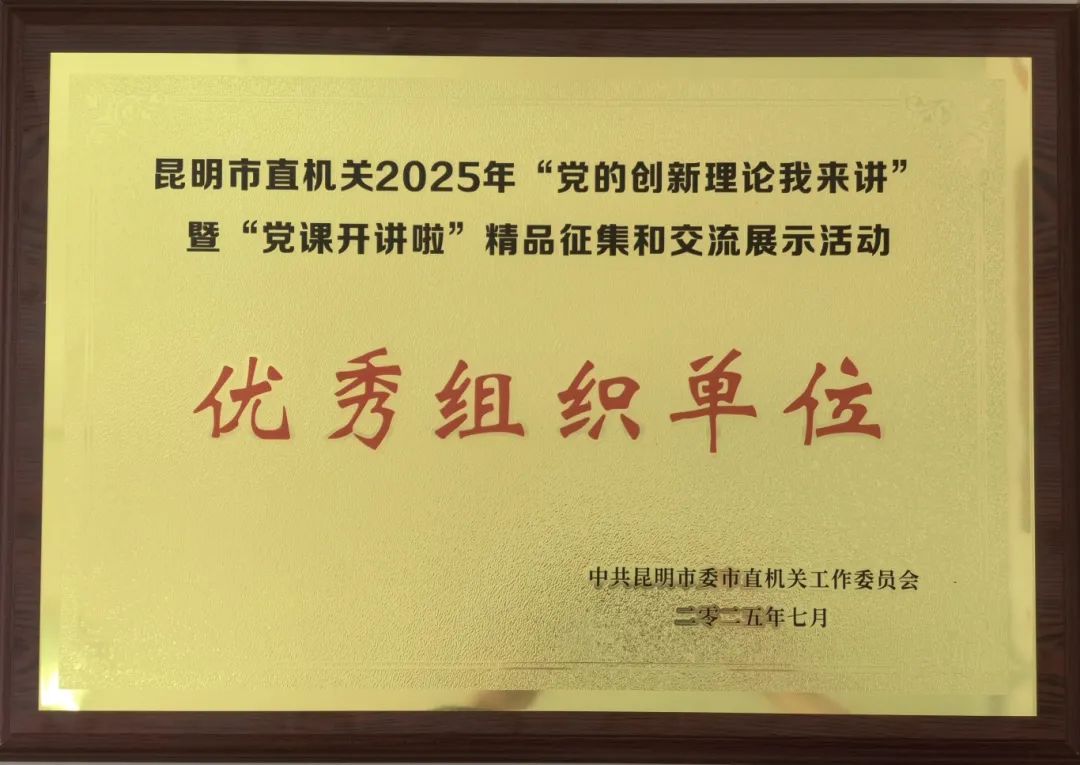 昆明市直机关2025年“党的创新理论我来讲”
暨“党课开讲啦”精品征集和交流展示活动
优秀组织单位
中共昆明市委市直机关工作委员会
二零二五年七月